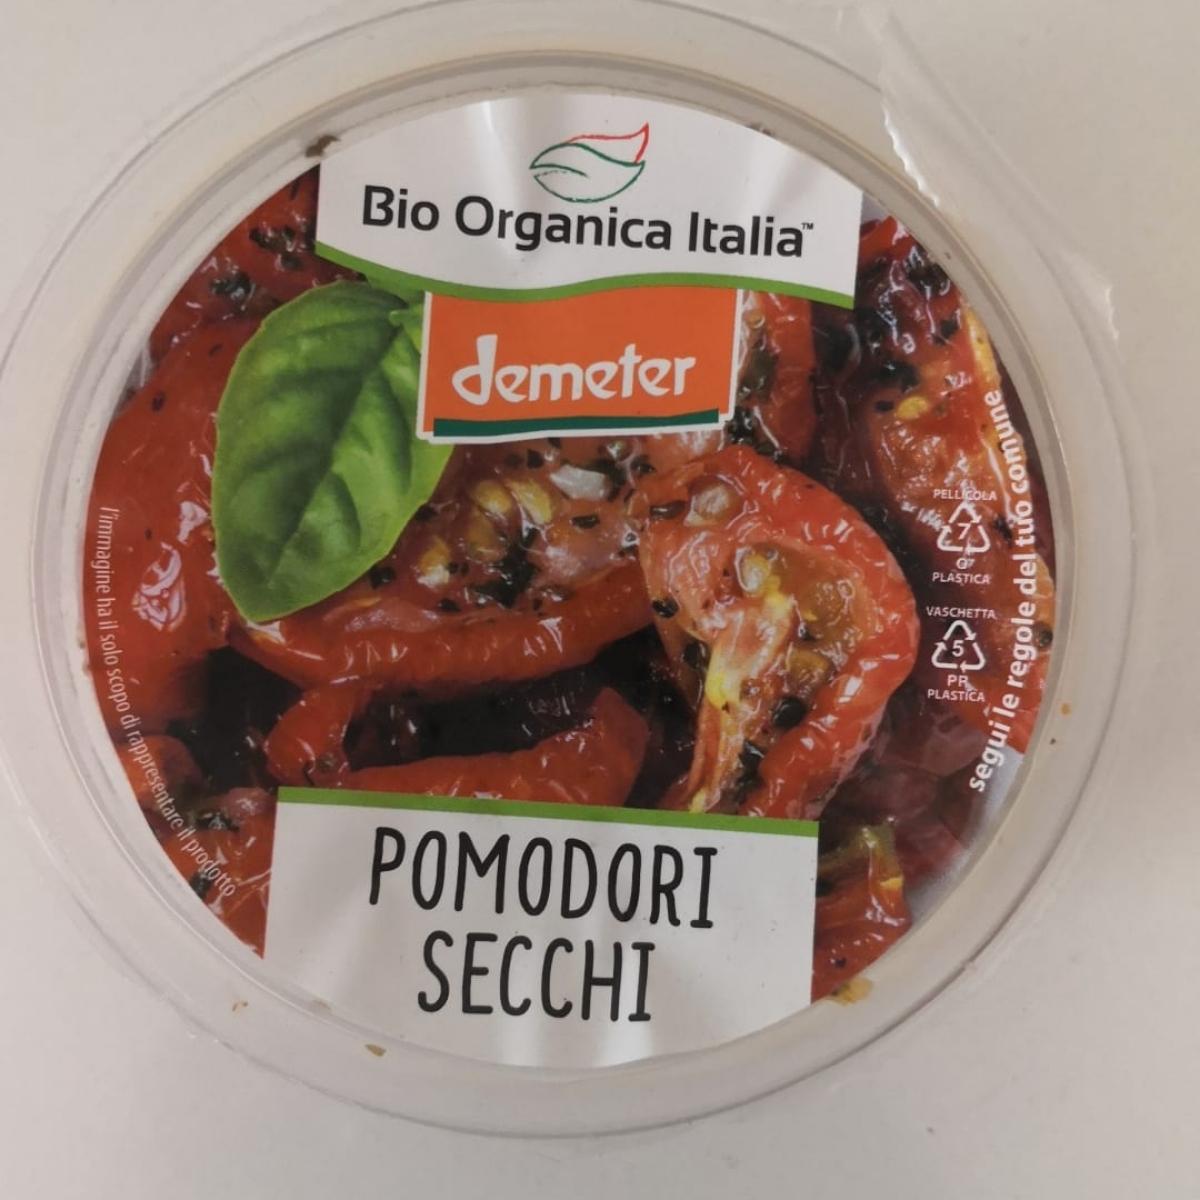 Bio Organica Italia™
demeter
l'immagine ha il solo scopo di rappresentare il prodotto
PELLICOLA
7
O
PLASTICA
VASCHETTA
5
PP
PLASTICA
segui le regole del tuo comune
POMODORI
SECCHI